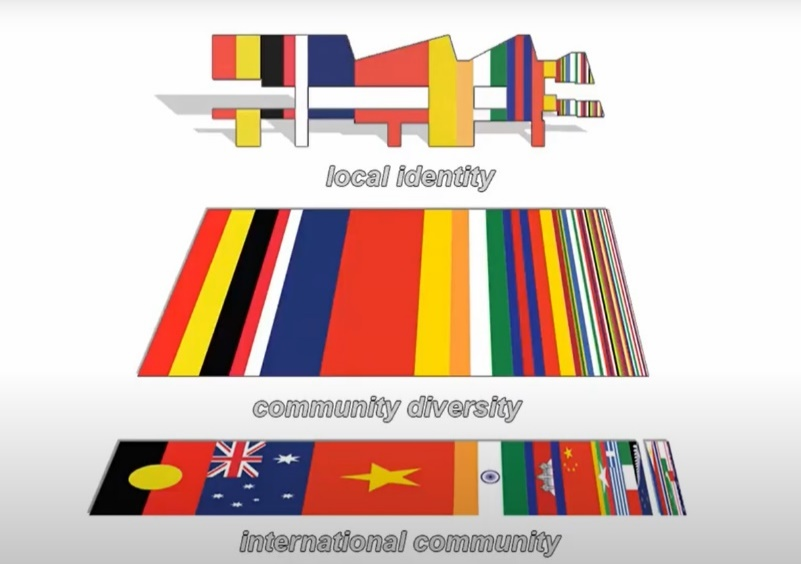 local identity
community diversity
international community